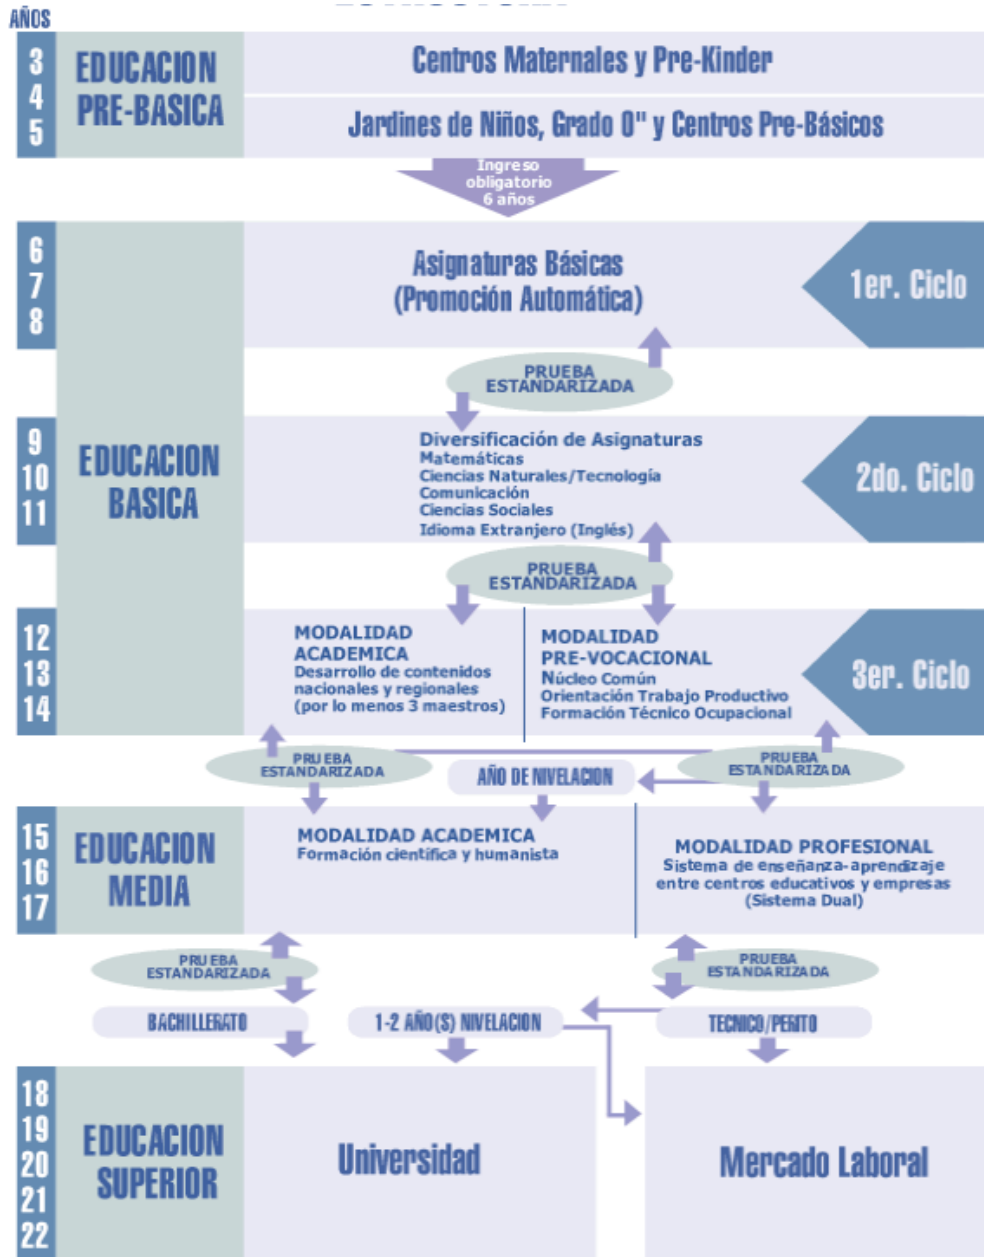 AÑOS
3
4
5
EDUCACION
PRE-BASICA
Centros Maternales y Pre-Kinder
Jardines de Niños, Grado 0" y Centros Pre-Básicos
Ingreso
obligatorio
6 años
6
7
8
Asignaturas Básicas
(Promoción Automática)
1er. Ciclo
PRUEBA
ESTANDARIZADA
9
10
11
EDUCACION
BASICA
Diversificación de Asignaturas
Matemáticas
Ciencias Naturales/Tecnología
Comunicación
Ciencias Sociales
Idioma Extranjero (Inglés)
2do. Ciclo
PRUEBA
ESTANDARIZADA
12
13
14
MODALIDAD
ACADEMICA
Desarrollo de contenidos
nacionales y regionales
(por lo menos 3 maestros)
MODALIDAD
PRE-VOCACIONAL
Núcleo Común
Orientación Trabajo Productivo
Formación Técnico Ocupacional
3er. Ciclo
PRUEBA
ESTANDARIZADA
AÑO DE NIVELACION
PRUEBA
ESTANDARIZADA
15
16
17
EDUCACION
MEDIA
MODALIDAD ACADEMICA
Formación científica y humanista
MODALIDAD PROFESIONAL
Sistema de enseñanza-aprendizaje
entre centros educativos y empresas
(Sistema Dual)
PRUEBA
ESTANDARIZADA
PRUEBA
ESTANDARIZADA
BACHILLERATO
1-2 AÑO(S) NIVELACION
TECNICO/PERITO
18
19
20
21
22
EDUCACION
SUPERIOR
Universidad
Mercado Laboral